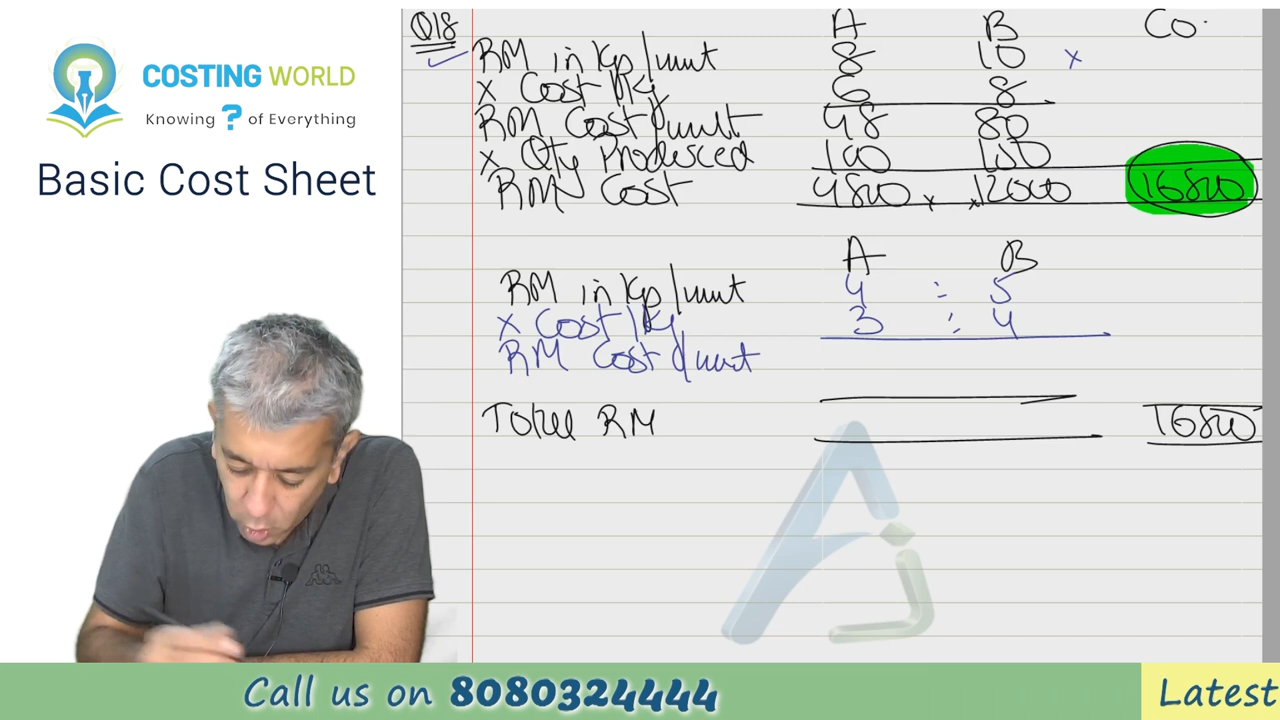 COSTING WORLD
Knowing ? of Everything
Basic Cost Sheet
Q18
A B Co.
RM in Kg/unit 8 10 x
x Cost/Kg 6 8
RM Cost/unit 48 80
x Qty Produced 100 150
RM Cost 4800 x x 12000 16800
A B
RM in Kg/unit 4 : 5
x Cost/Kg 3 : 4
RM Cost/unit
Total RM 16800
Call us on 8080324444
Latest